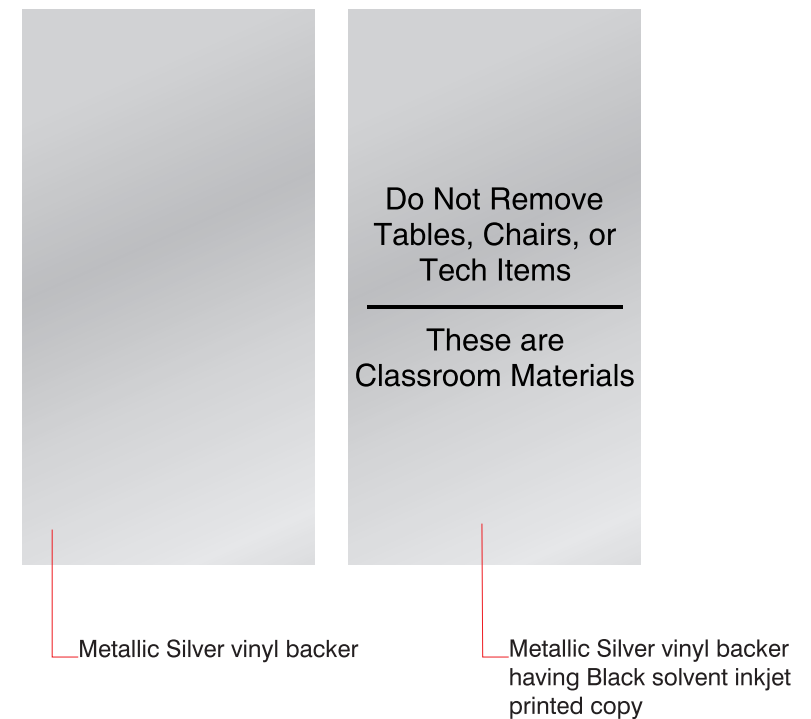 Do Not Remove
Tables, Chairs, or
Tech Items
These are
Classroom Materials
Metallic Silver vinyl backer
Metallic Silver vinyl backer
having Black solvent inkjet
printed copy